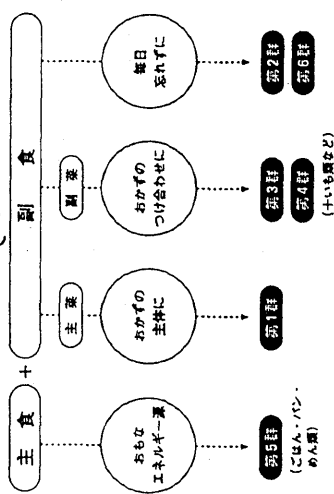 主食
+
副食
主菜
副菜
おもな
エネルギー源
おかずの
主体に
おかずの
つけ合わせに
毎日
忘れずに
第5群
(ごはん・パン・
めん類)
第1群
第3群
第4群
(+いも類など)
第2群
第6群